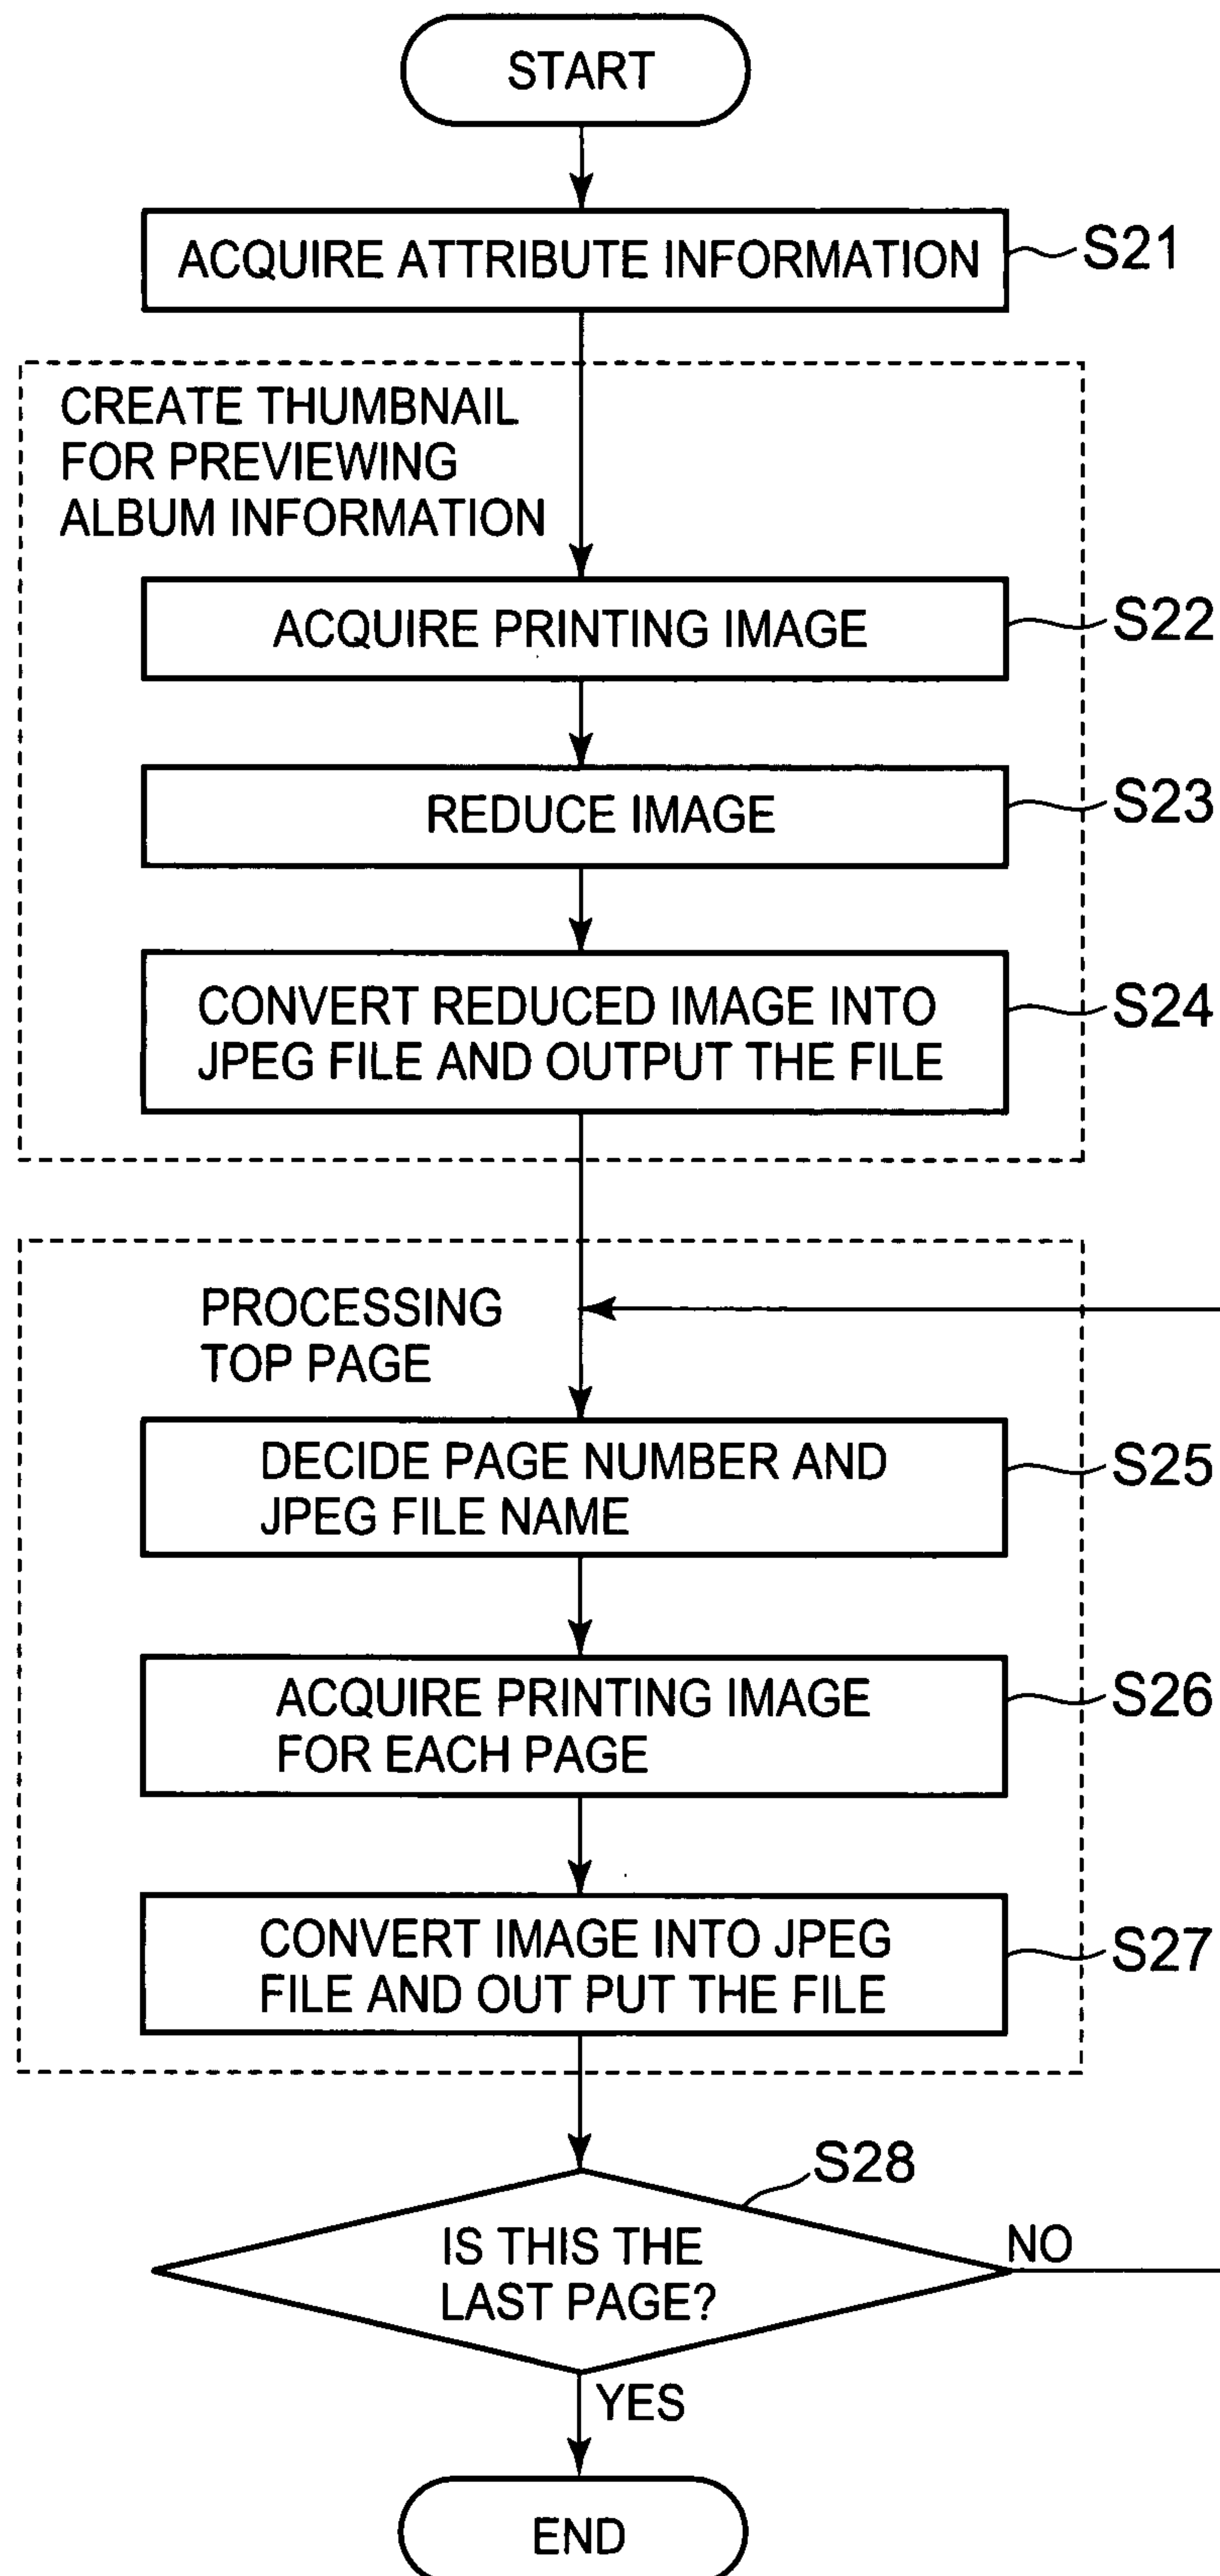 START
ACQUIRE ATTRIBUTE INFORMATION
S21
CREATE THUMBNAIL
FOR PREVIEWING
ALBUM INFORMATION
ACQUIRE PRINTING IMAGE
S22
REDUCE IMAGE
S23
CONVERT REDUCED IMAGE INTO
JPEG FILE AND OUTPUT THE FILE
S24
PROCESSING
TOP PAGE
DECIDE PAGE NUMBER AND
JPEG FILE NAME
S25
ACQUIRE PRINTING IMAGE
FOR EACH PAGE
S26
CONVERT IMAGE INTO JPEG
FILE AND OUT PUT THE FILE
S27
S28
IS THIS THE
LAST PAGE?
NO
YES
END